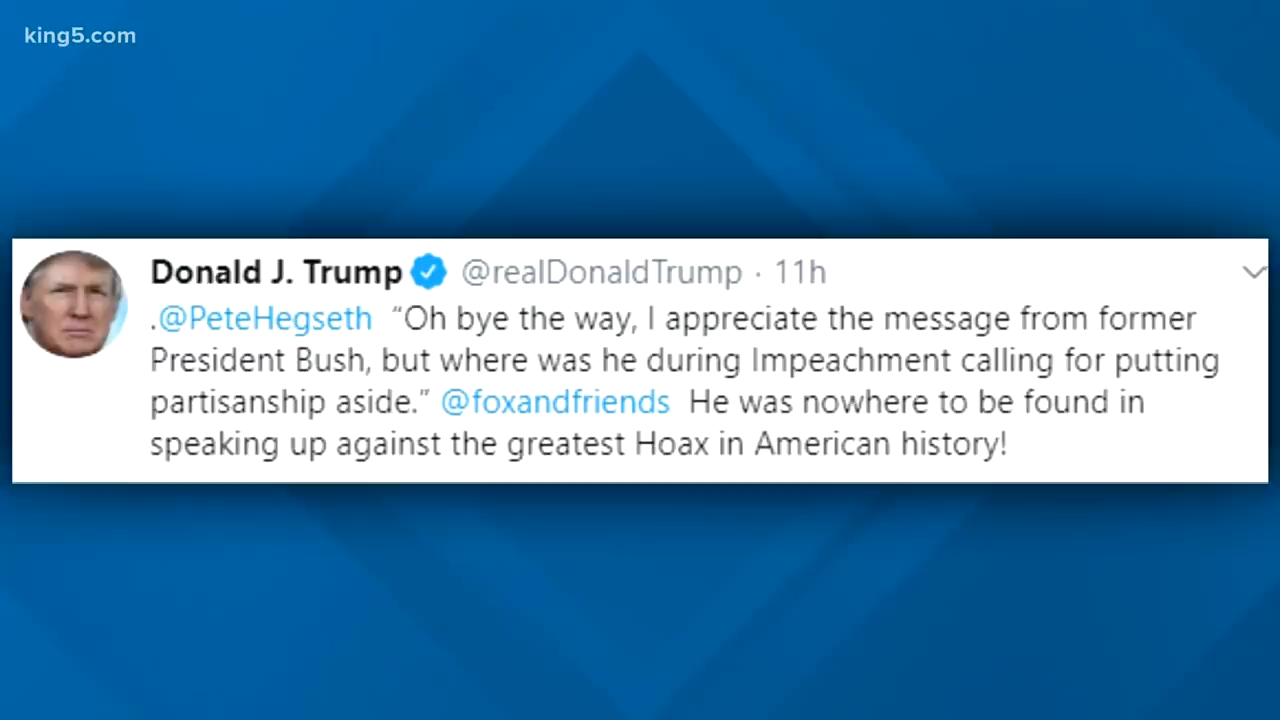 king5.com
Donald J. Trump @realDonaldTrump · 11h
.@PeteHegseth “Oh bye the way, I appreciate the message from former
President Bush, but where was he during Impeachment calling for putting
partisanship aside.” @foxandfriends He was nowhere to be found in
speaking up against the greatest Hoax in American history!